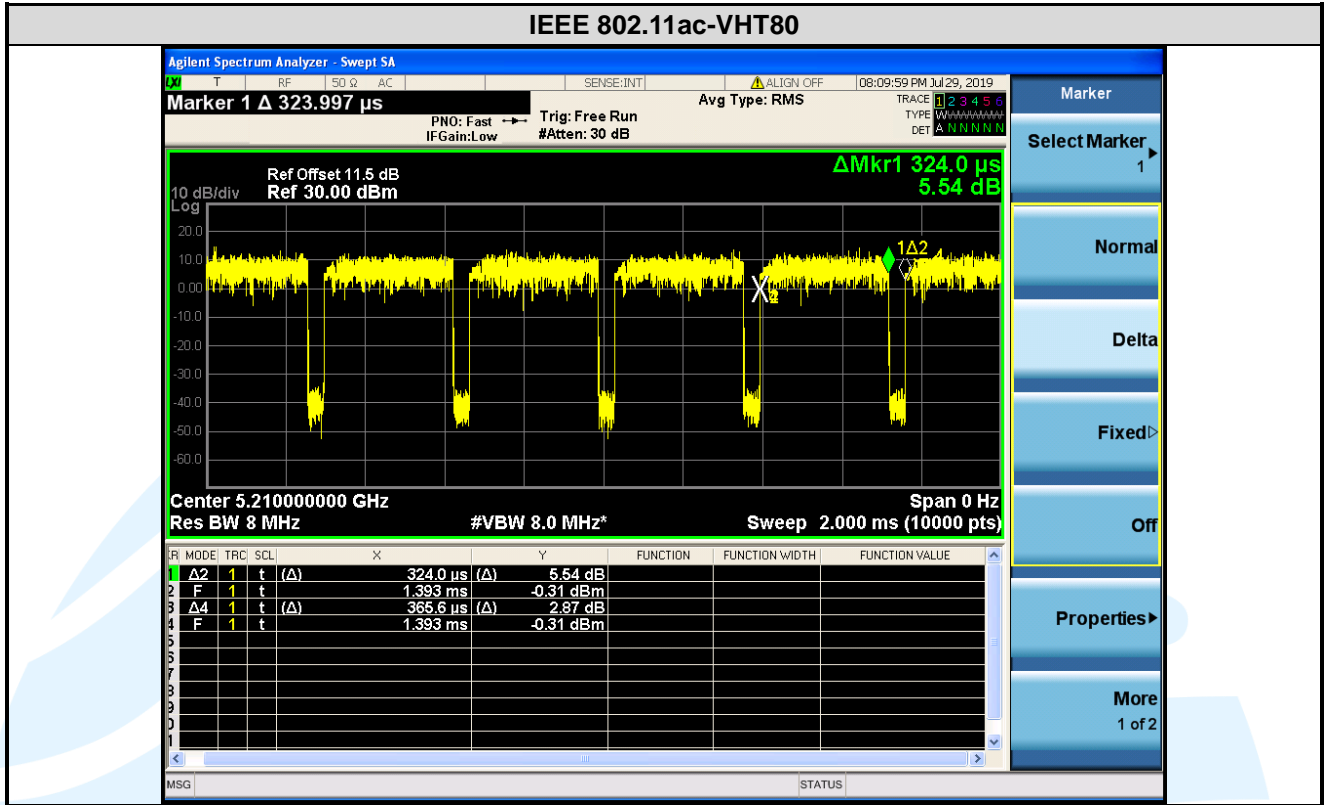 IEEE 802.11ac-VHT80
Agilent Spectrum Analyzer - Swept SA
LXI T RF 50 Ω AC SENSE:INT ALIGN OFF 08:09:59 PM Jul 29, 2019
Marker 1 Δ 323.997 µs
PNO: Fast
IFGain:Low
Trig: Free Run
#Atten: 30 dB
Avg Type: RMS
TRACE 1 2 3 4 5 6
TYPE W
DET A N N N N N
ΔMkr1 324.0 µs
5.54 dB
Ref Offset 11.5 dB
10 dB/div Ref 30.00 dBm
Log
20.0
10.0
0.00
-10.0
-20.0
-30.0
-40.0
-50.0
-60.0
1Δ2
Center 5.210000000 GHz Span 0 Hz
Res BW 8 MHz #VBW 8.0 MHz* Sweep 2.000 ms (10000 pts)
MODE TRC SCL X Y FUNCTION FUNCTION WIDTH FUNCTION VALUE
1 Δ2 1 t (Δ) 324.0 µs (Δ) 5.54 dB
2 F 1 t 1.393 ms -0.31 dBm
3 Δ4 1 t (Δ) 365.6 µs (Δ) 2.87 dB
4 F 1 t 1.393 ms -0.31 dBm
5
6
7
8
9
0
1
MSG STATUS
Marker
Select Marker
1
Normal
Delta
Fixed
Off
Properties
More
1 of 2